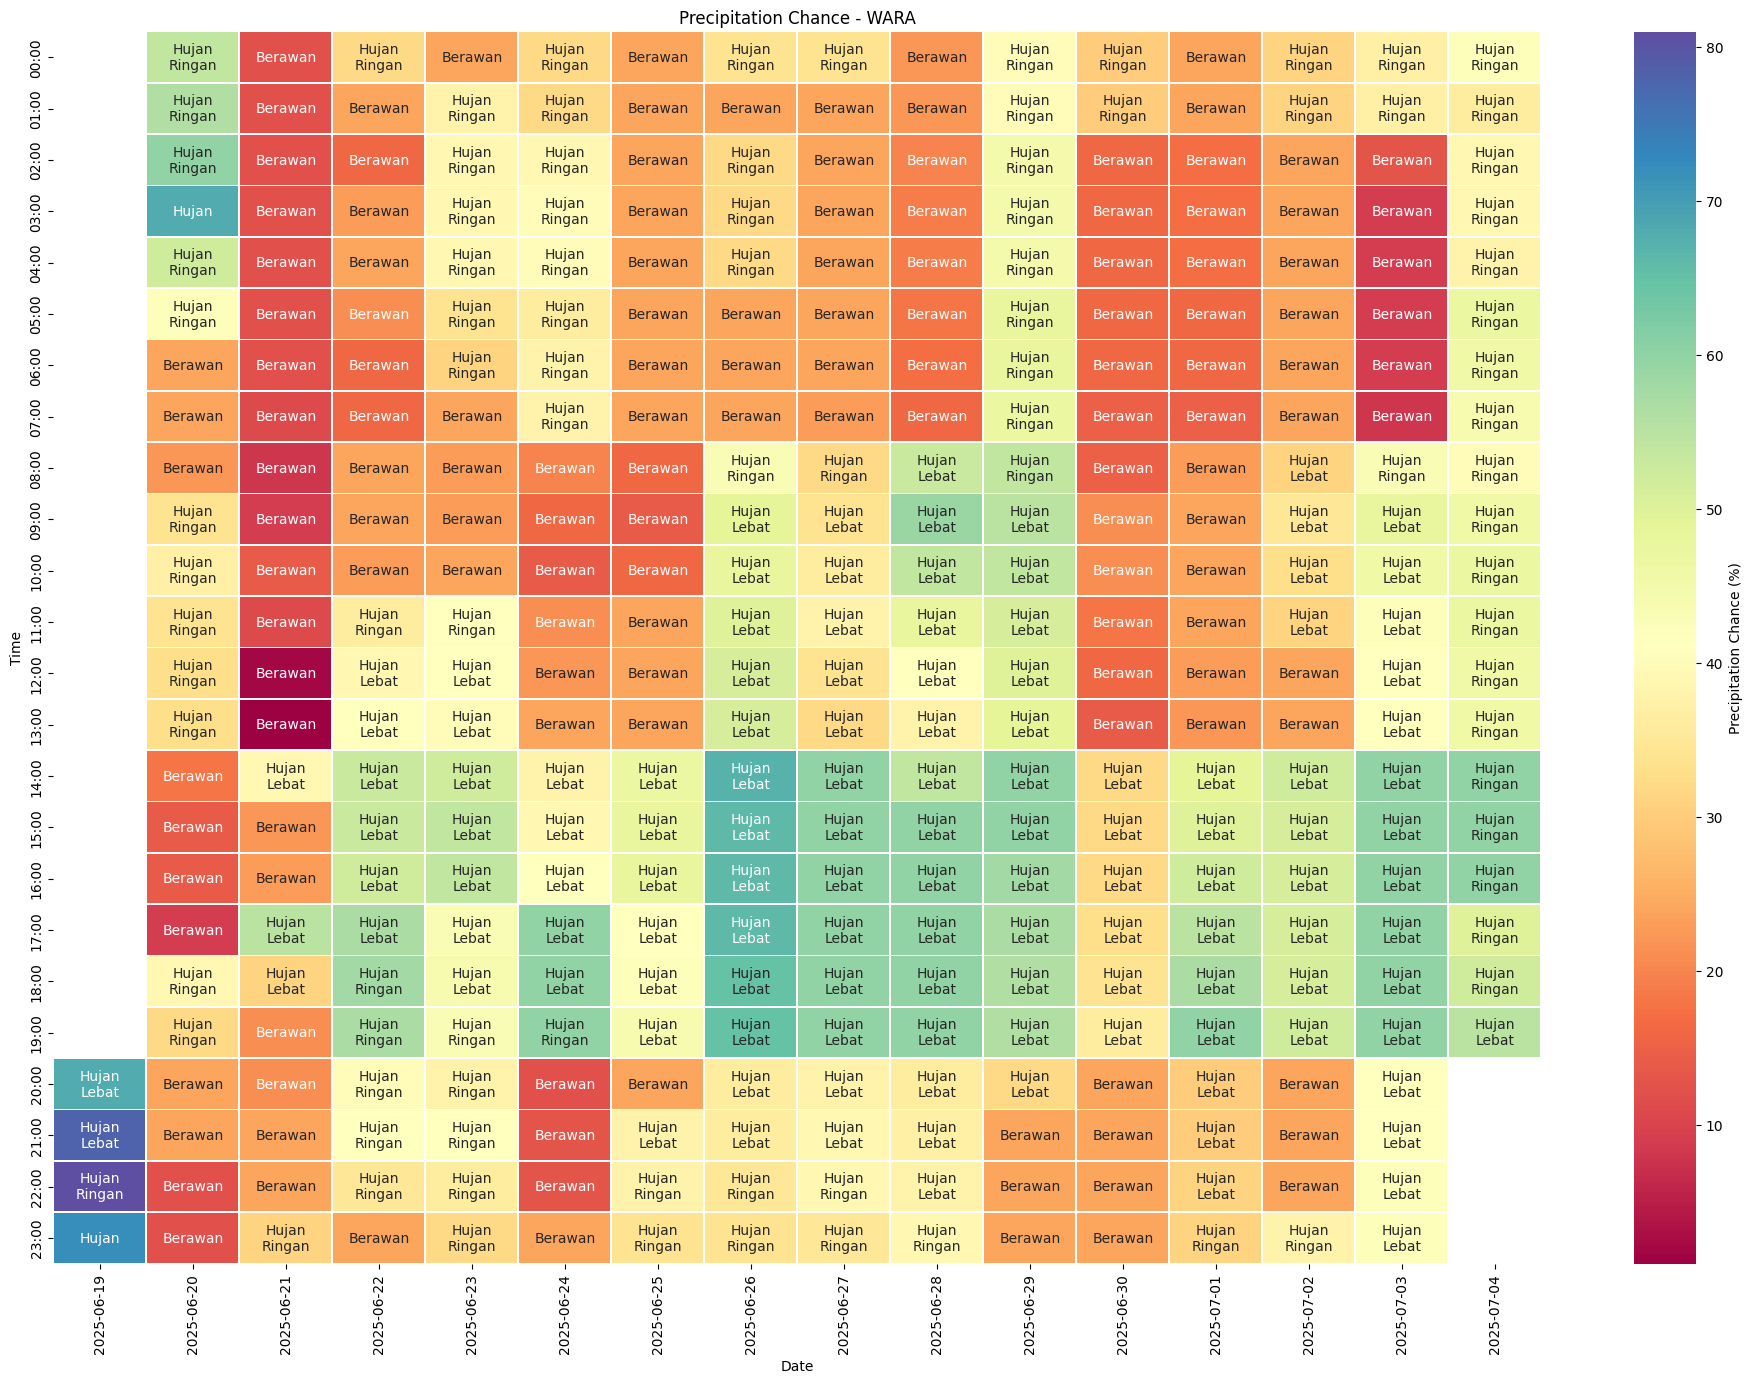 Precipitation Chance - WARA
00:00 Hujan Ringan Berawan Hujan Ringan Berawan Hujan Ringan Berawan Hujan Ringan Hujan Ringan Berawan Hujan Ringan Hujan Ringan Berawan Hujan Ringan Hujan Ringan Hujan Ringan
01:00 Hujan Ringan Berawan Berawan Hujan Ringan Hujan Ringan Berawan Berawan Berawan Berawan Hujan Ringan Hujan Ringan Berawan Hujan Ringan Hujan Ringan Hujan Ringan
02:00 Hujan Ringan Berawan Berawan Hujan Ringan Hujan Ringan Berawan Hujan Ringan Berawan Berawan Hujan Ringan Berawan Berawan Berawan Berawan Hujan Ringan
03:00 Hujan Berawan Berawan Hujan Ringan Hujan Ringan Berawan Hujan Ringan Berawan Berawan Hujan Ringan Berawan Berawan Berawan Berawan Hujan Ringan
04:00 Hujan Ringan Berawan Berawan Hujan Ringan Hujan Ringan Berawan Hujan Ringan Berawan Berawan Hujan Ringan Berawan Berawan Berawan Berawan Hujan Ringan
05:00 Hujan Ringan Berawan Berawan Hujan Ringan Hujan Ringan Berawan Berawan Berawan Berawan Hujan Ringan Berawan Berawan Berawan Berawan Hujan Ringan
06:00 Berawan Berawan Berawan Hujan Ringan Hujan Ringan Berawan Berawan Berawan Berawan Hujan Ringan Berawan Berawan Berawan Berawan Hujan Ringan
07:00 Berawan Berawan Berawan Berawan Hujan Ringan Berawan Berawan Berawan Berawan Hujan Ringan Berawan Berawan Berawan Berawan Hujan Ringan
08:00 Berawan Berawan Berawan Berawan Berawan Berawan Hujan Ringan Hujan Ringan Hujan Lebat Hujan Ringan Berawan Berawan Hujan Lebat Hujan Ringan Hujan Ringan
09:00 Hujan Ringan Berawan Berawan Berawan Berawan Berawan Hujan Lebat Hujan Lebat Hujan Lebat Hujan Lebat Berawan Berawan Hujan Lebat Hujan Lebat Hujan Ringan
10:00 Hujan Ringan Berawan Berawan Berawan Berawan Berawan Hujan Lebat Hujan Lebat Hujan Lebat Hujan Lebat Berawan Berawan Hujan Lebat Hujan Lebat Hujan Ringan
11:00 Hujan Ringan Berawan Hujan Ringan Hujan Ringan Berawan Berawan Hujan Lebat Hujan Lebat Hujan Lebat Hujan Lebat Berawan Berawan Hujan Lebat Hujan Lebat Hujan Ringan
12:00 Hujan Ringan Berawan Hujan Lebat Hujan Lebat Berawan Berawan Hujan Lebat Hujan Lebat Hujan Lebat Hujan Lebat Berawan Berawan Berawan Hujan Lebat Hujan Ringan
13:00 Hujan Ringan Berawan Hujan Lebat Hujan Lebat Berawan Berawan Hujan Lebat Hujan Lebat Hujan Lebat Hujan Lebat Berawan Berawan Berawan Hujan Lebat Hujan Ringan
14:00 Berawan Hujan Lebat Hujan Lebat Hujan Lebat Hujan Lebat Hujan Lebat Hujan Lebat Hujan Lebat Hujan Lebat Hujan Lebat Hujan Lebat Hujan Lebat Hujan Lebat Hujan Lebat Hujan Ringan
15:00 Berawan Berawan Hujan Lebat Hujan Lebat Hujan Lebat Hujan Lebat Hujan Lebat Hujan Lebat Hujan Lebat Hujan Lebat Hujan Lebat Hujan Lebat Hujan Lebat Hujan Lebat Hujan Ringan
16:00 Berawan Berawan Hujan Lebat Hujan Lebat Hujan Lebat Hujan Lebat Hujan Lebat Hujan Lebat Hujan Lebat Hujan Lebat Hujan Lebat Hujan Lebat Hujan Lebat Hujan Lebat Hujan Ringan
17:00 Berawan Hujan Lebat Hujan Lebat Hujan Lebat Hujan Lebat Hujan Lebat Hujan Lebat Hujan Lebat Hujan Lebat Hujan Lebat Hujan Lebat Hujan Lebat Hujan Lebat Hujan Lebat Hujan Ringan
18:00 Hujan Ringan Hujan Lebat Hujan Ringan Hujan Lebat Hujan Lebat Hujan Lebat Hujan Lebat Hujan Lebat Hujan Lebat Hujan Lebat Hujan Lebat Hujan Lebat Hujan Lebat Hujan Lebat Hujan Ringan
19:00 Hujan Ringan Berawan Hujan Ringan Hujan Ringan Hujan Ringan Hujan Lebat Hujan Lebat Hujan Lebat Hujan Lebat Hujan Lebat Hujan Lebat Hujan Lebat Hujan Lebat Hujan Lebat Hujan Lebat
20:00 Hujan Lebat Berawan Berawan Hujan Ringan Hujan Ringan Berawan Berawan Hujan Lebat Hujan Lebat Hujan Lebat Hujan Lebat Berawan Hujan Lebat Berawan Hujan Lebat
21:00 Hujan Lebat Berawan Berawan Hujan Ringan Hujan Ringan Berawan Hujan Lebat Hujan Lebat Hujan Lebat Hujan Lebat Berawan Berawan Hujan Lebat Berawan Hujan Lebat
22:00 Hujan Ringan Berawan Berawan Hujan Ringan Hujan Ringan Berawan Hujan Ringan Hujan Ringan Hujan Ringan Hujan Lebat Berawan Berawan Hujan Lebat Berawan Hujan Lebat
23:00 Hujan Berawan Hujan Ringan Berawan Hujan Ringan Berawan Hujan Ringan Hujan Ringan Hujan Ringan Hujan Ringan Berawan Berawan Hujan Ringan Hujan Ringan Hujan Lebat
Time
2025-06-19 2025-06-20 2025-06-21 2025-06-22 2025-06-23 2025-06-24 2025-06-25 2025-06-26 2025-06-27 2025-06-28 2025-06-29 2025-06-30 2025-07-01 2025-07-02 2025-07-03 2025-07-04
Date
80
70
60
50
40
30
20
10
Precipitation Chance (%)